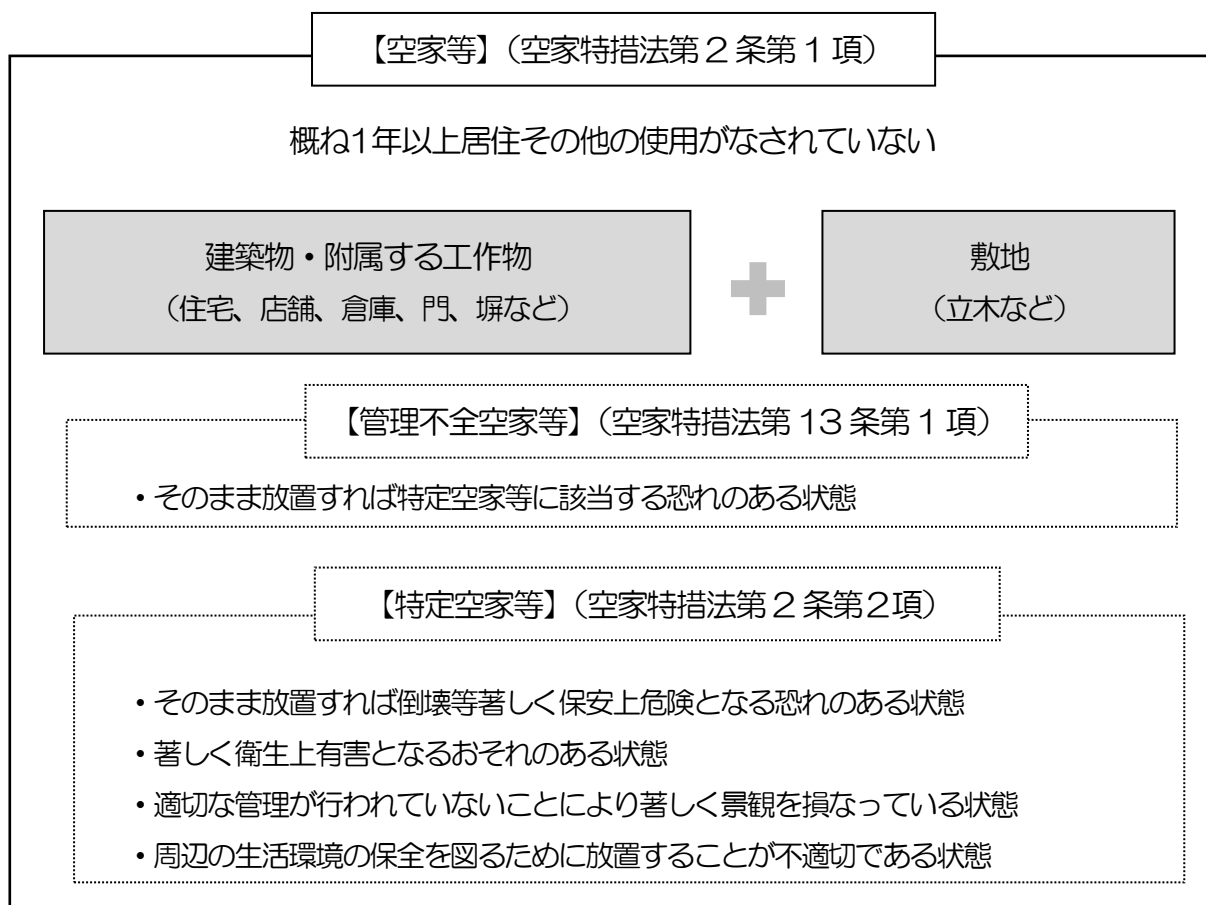 【空家等】（空家特措法第２条第１項）
概ね1年以上居住その他の使用がなされていない
建築物・附属する工作物
（住宅、店舗、倉庫、門、塀など）
敷地
（立木など）
【管理不全空家等】（空家特措法第 13 条第 1 項）
・そのまま放置すれば特定空家等に該当する恐れのある状態
【特定空家等】（空家特措法第２条第２項）
・そのまま放置すれば倒壊等著しく保安上危険となる恐れのある状態
・著しく衛生上有害となるおそれのある状態
・適切な管理が行われていないことにより著しく景観を損なっている状態
・周辺の生活環境の保全を図るために放置することが不適切である状態